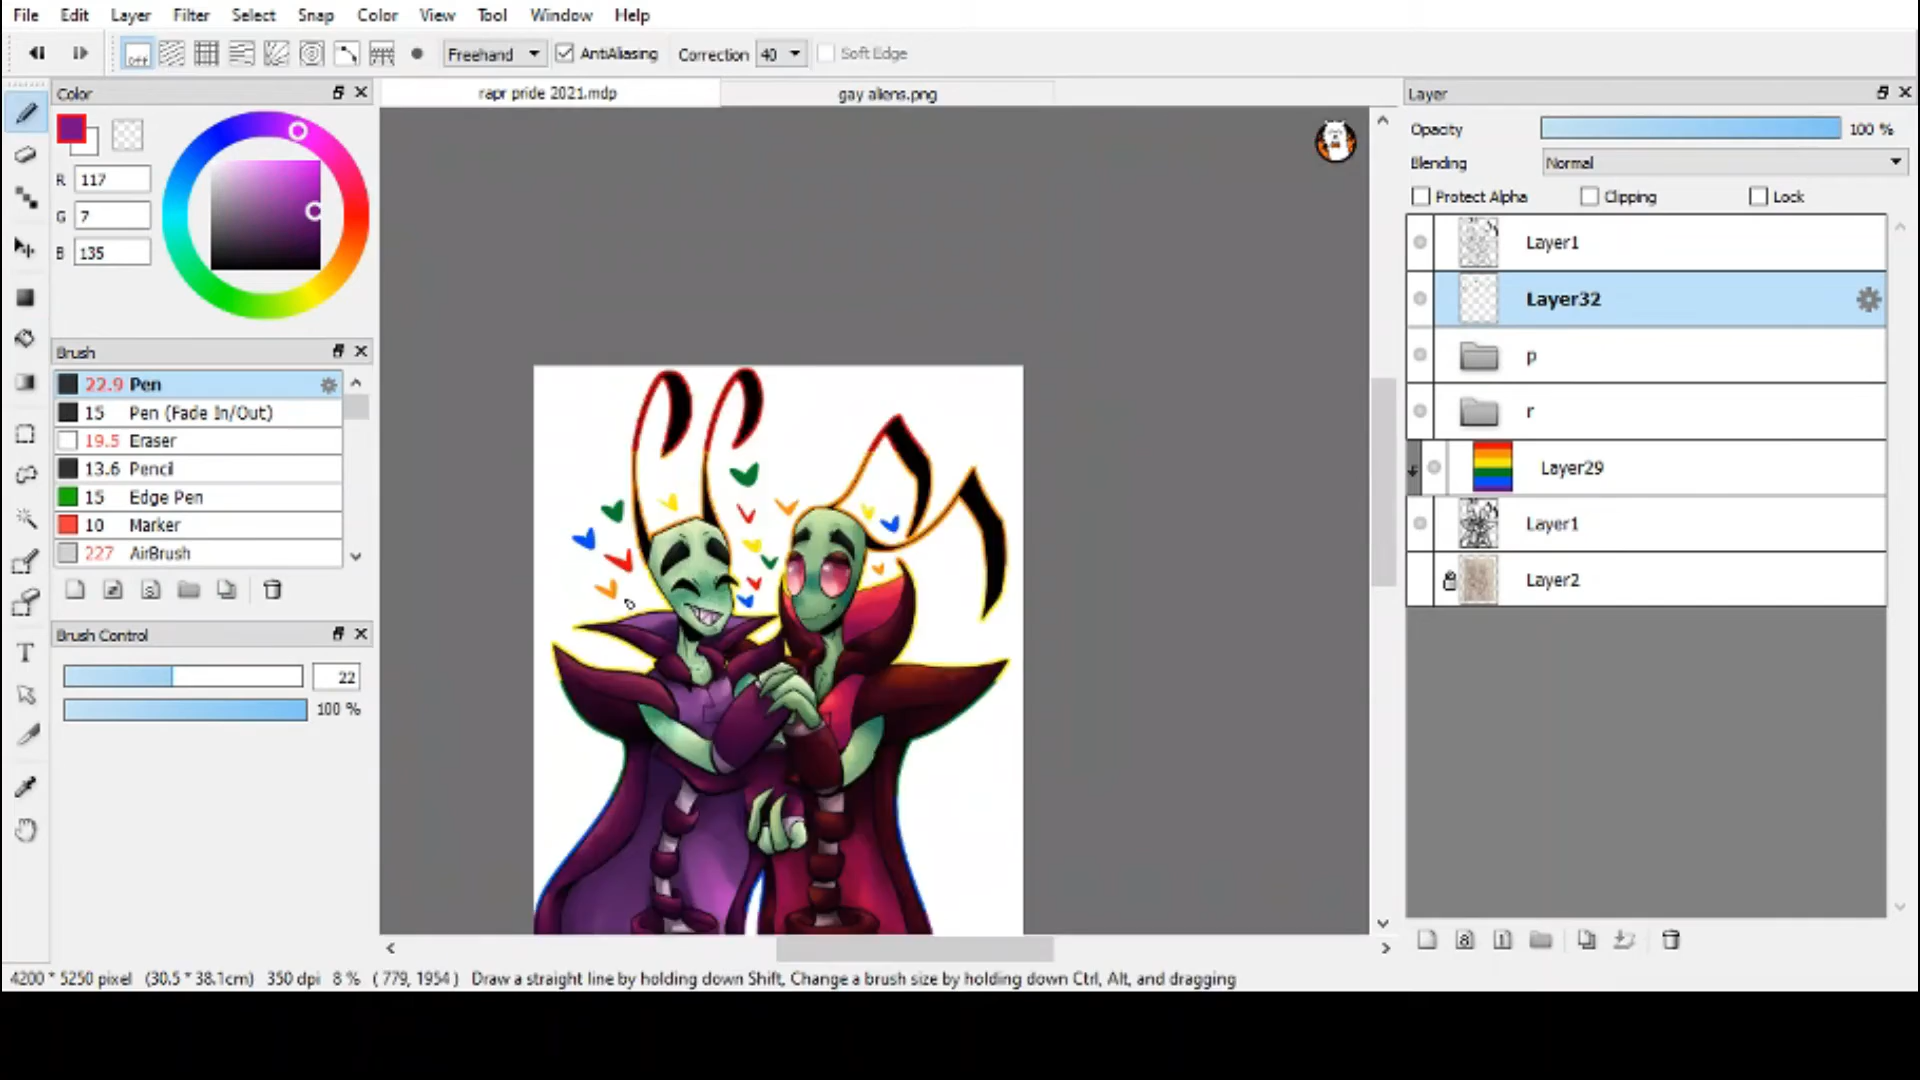 File Edit Layer Filter Select Snap Color View Tool Window Help
Off Freehand AntiAliasing Correction 40 Soft Edge
Color
rapr pride 2021.mdp
gay aliens.png
Layer
R 117
G 7
B 135
Opacity 100 %
Blending Normal
Protect Alpha Clipping Lock
Layer1
Layer32
p
r
Layer29
Layer1
Layer2
Brush
22.9 Pen
15 Pen (Fade In/Out)
19.5 Eraser
13.6 Pencil
15 Edge Pen
10 Marker
227 AirBrush
Brush Control
22
100 %
T
4200 * 5250 pixel (30.5 * 38.1cm) 350 dpi 8 % ( 779, 1954 ) Draw a straight line by holding down Shift, Change a brush size by holding down Ctrl, Alt, and dragging